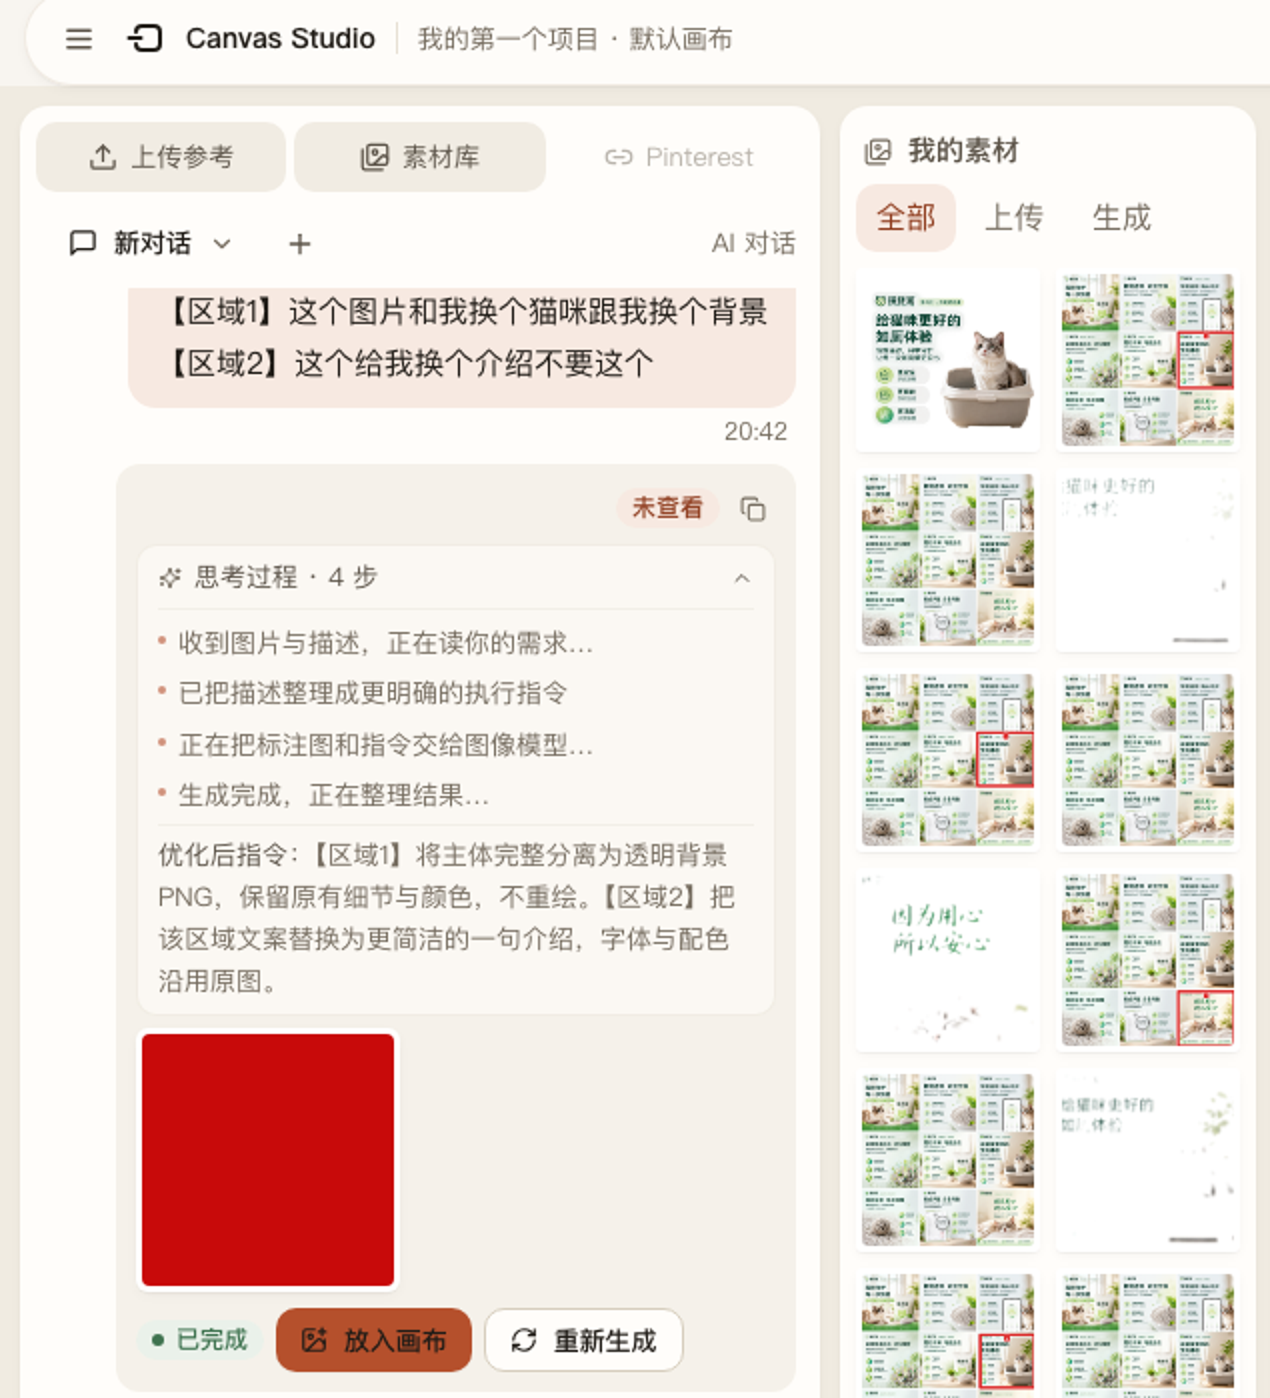 Canvas Studio
我的第一个项目 · 默认画布
上传参考
素材库
Pinterest
新对话
AI 对话
【区域1】这个图片和我换个猫咪跟我换个背景
【区域2】这个给我换个介绍不要这个
20:42
未查看
思考过程 · 4 步
收到图片与描述，正在读你的需求...
已把描述整理成更明确的执行指令
正在把标注图和指令交给图像模型...
生成完成，正在整理结果...
优化后指令：【区域1】将主体完整分离为透明背景
PNG，保留原有细节与颜色，不重绘。【区域2】把
该区域文案替换为更简洁的一句介绍，字体与配色
沿用原图。
已完成
放入画布
重新生成
我的素材
全部
上传
生成
给猫咪更好的
如厕体验
因为用心
所以安心